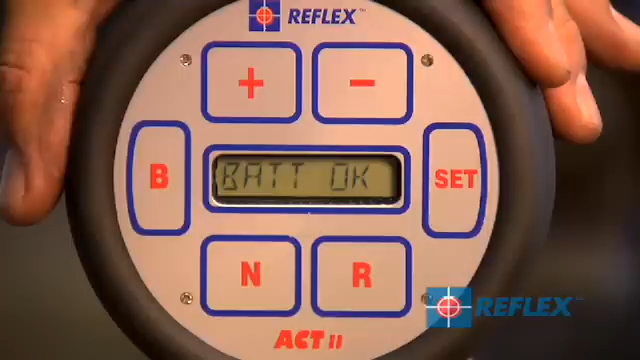 REFLEX™
+ −
B BATT OK SET
N R
ACT II
REFLEX™